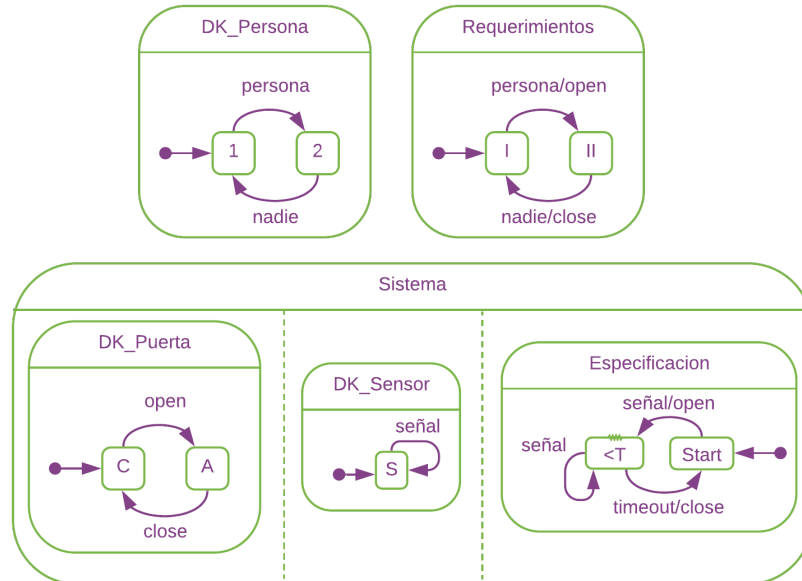 DK_Persona
persona
1
2
nadie
Requerimientos
persona/open
I
II
nadie/close
Sistema
DK_Puerta
open
C
A
close
DK_Sensor
señal
S
Especificacion
señal/open
señal
<T
Start
timeout/close